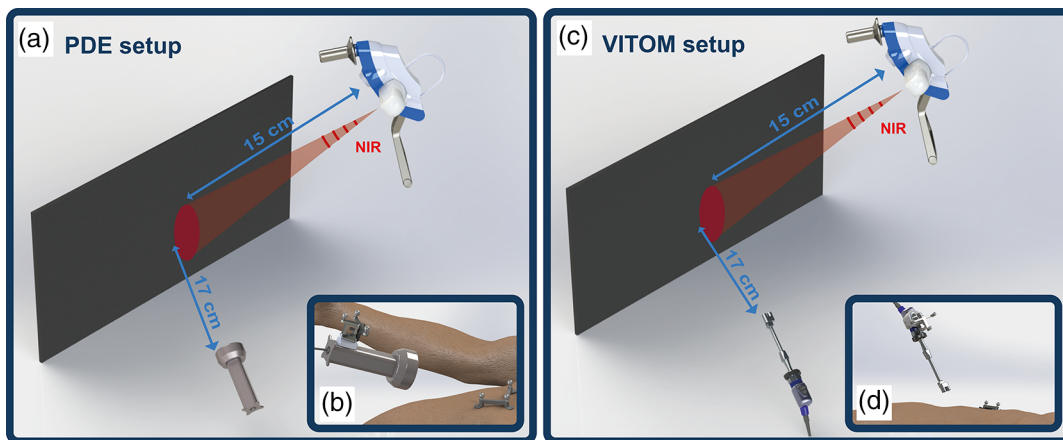 (a) PDE setup
15 cm
NIR
17 cm
(b)
(c) VITOM setup
15 cm
NIR
17 cm
(d)